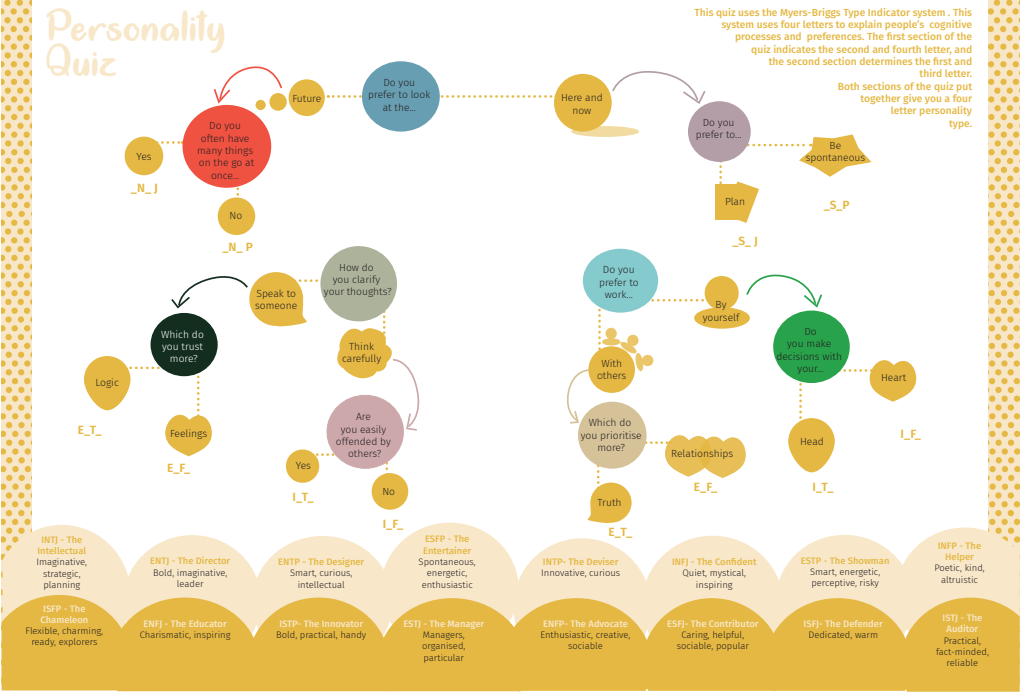 Personality
Quiz
This quiz uses the Myers-Briggs Type Indicator system . This
system uses four letters to explain people's cognitive
processes and preferences. The first section of the
quiz indicates the second and fourth letter, and
the second section determines the first and
third letter.
Both sections of the quiz put
together give you a four
letter personality
type.
Future
Do you
prefer to look
at the...
Here and
now
Do you
often have
many things
on the go at
once...
Yes
_N_ J
No
_N_ P
Do you
prefer to...
Be
spontaneous
_S_P
Plan
_S_ J
How do
you clarify
your thoughts?
Speak to
someone
Which do
you trust
more?
Think
carefully
Logic
E_T_
Feelings
E_F_
Are
you easily
offended by
others?
Yes
I_T_
No
I_F_
Do you
prefer to
work...
By
yourself
Do
you make
decisions with
your...
With
others
Heart
I_F_
Head
I_T_
Which do
you prioritise
more?
Relationships
E_F_
Truth
E_T_
INTJ - The
Intellectual
Imaginative,
strategic,
planning
ENTJ - The Director
Bold, imaginative,
leader
ENTP - The Designer
Smart, curious,
intellectual
ESFP - The
Entertainer
Spontaneous,
energetic,
enthusiastic
INTP- The Deviser
Innovative, curious
INFJ - The Confident
Quiet, mystical,
inspiring
ESTP - The Showman
Smart, energetic,
perceptive, risky
INFP - The
Helper
Poetic, kind,
altruistic
ISFP - The
Chameleon
Flexible, charming,
ready, explorers
ENFJ - The Educator
Charismatic, inspiring
ISTP- The Innovator
Bold, practical, handy
ESTJ - The Manager
Managers,
organised,
particular
ENFP- The Advocate
Enthusiastic, creative,
sociable
ESFJ- The Contributor
Caring, helpful,
sociable, popular
ISFJ- The Defender
Dedicated, warm
ISTJ - The
Auditor
Practical,
fact-minded,
reliable